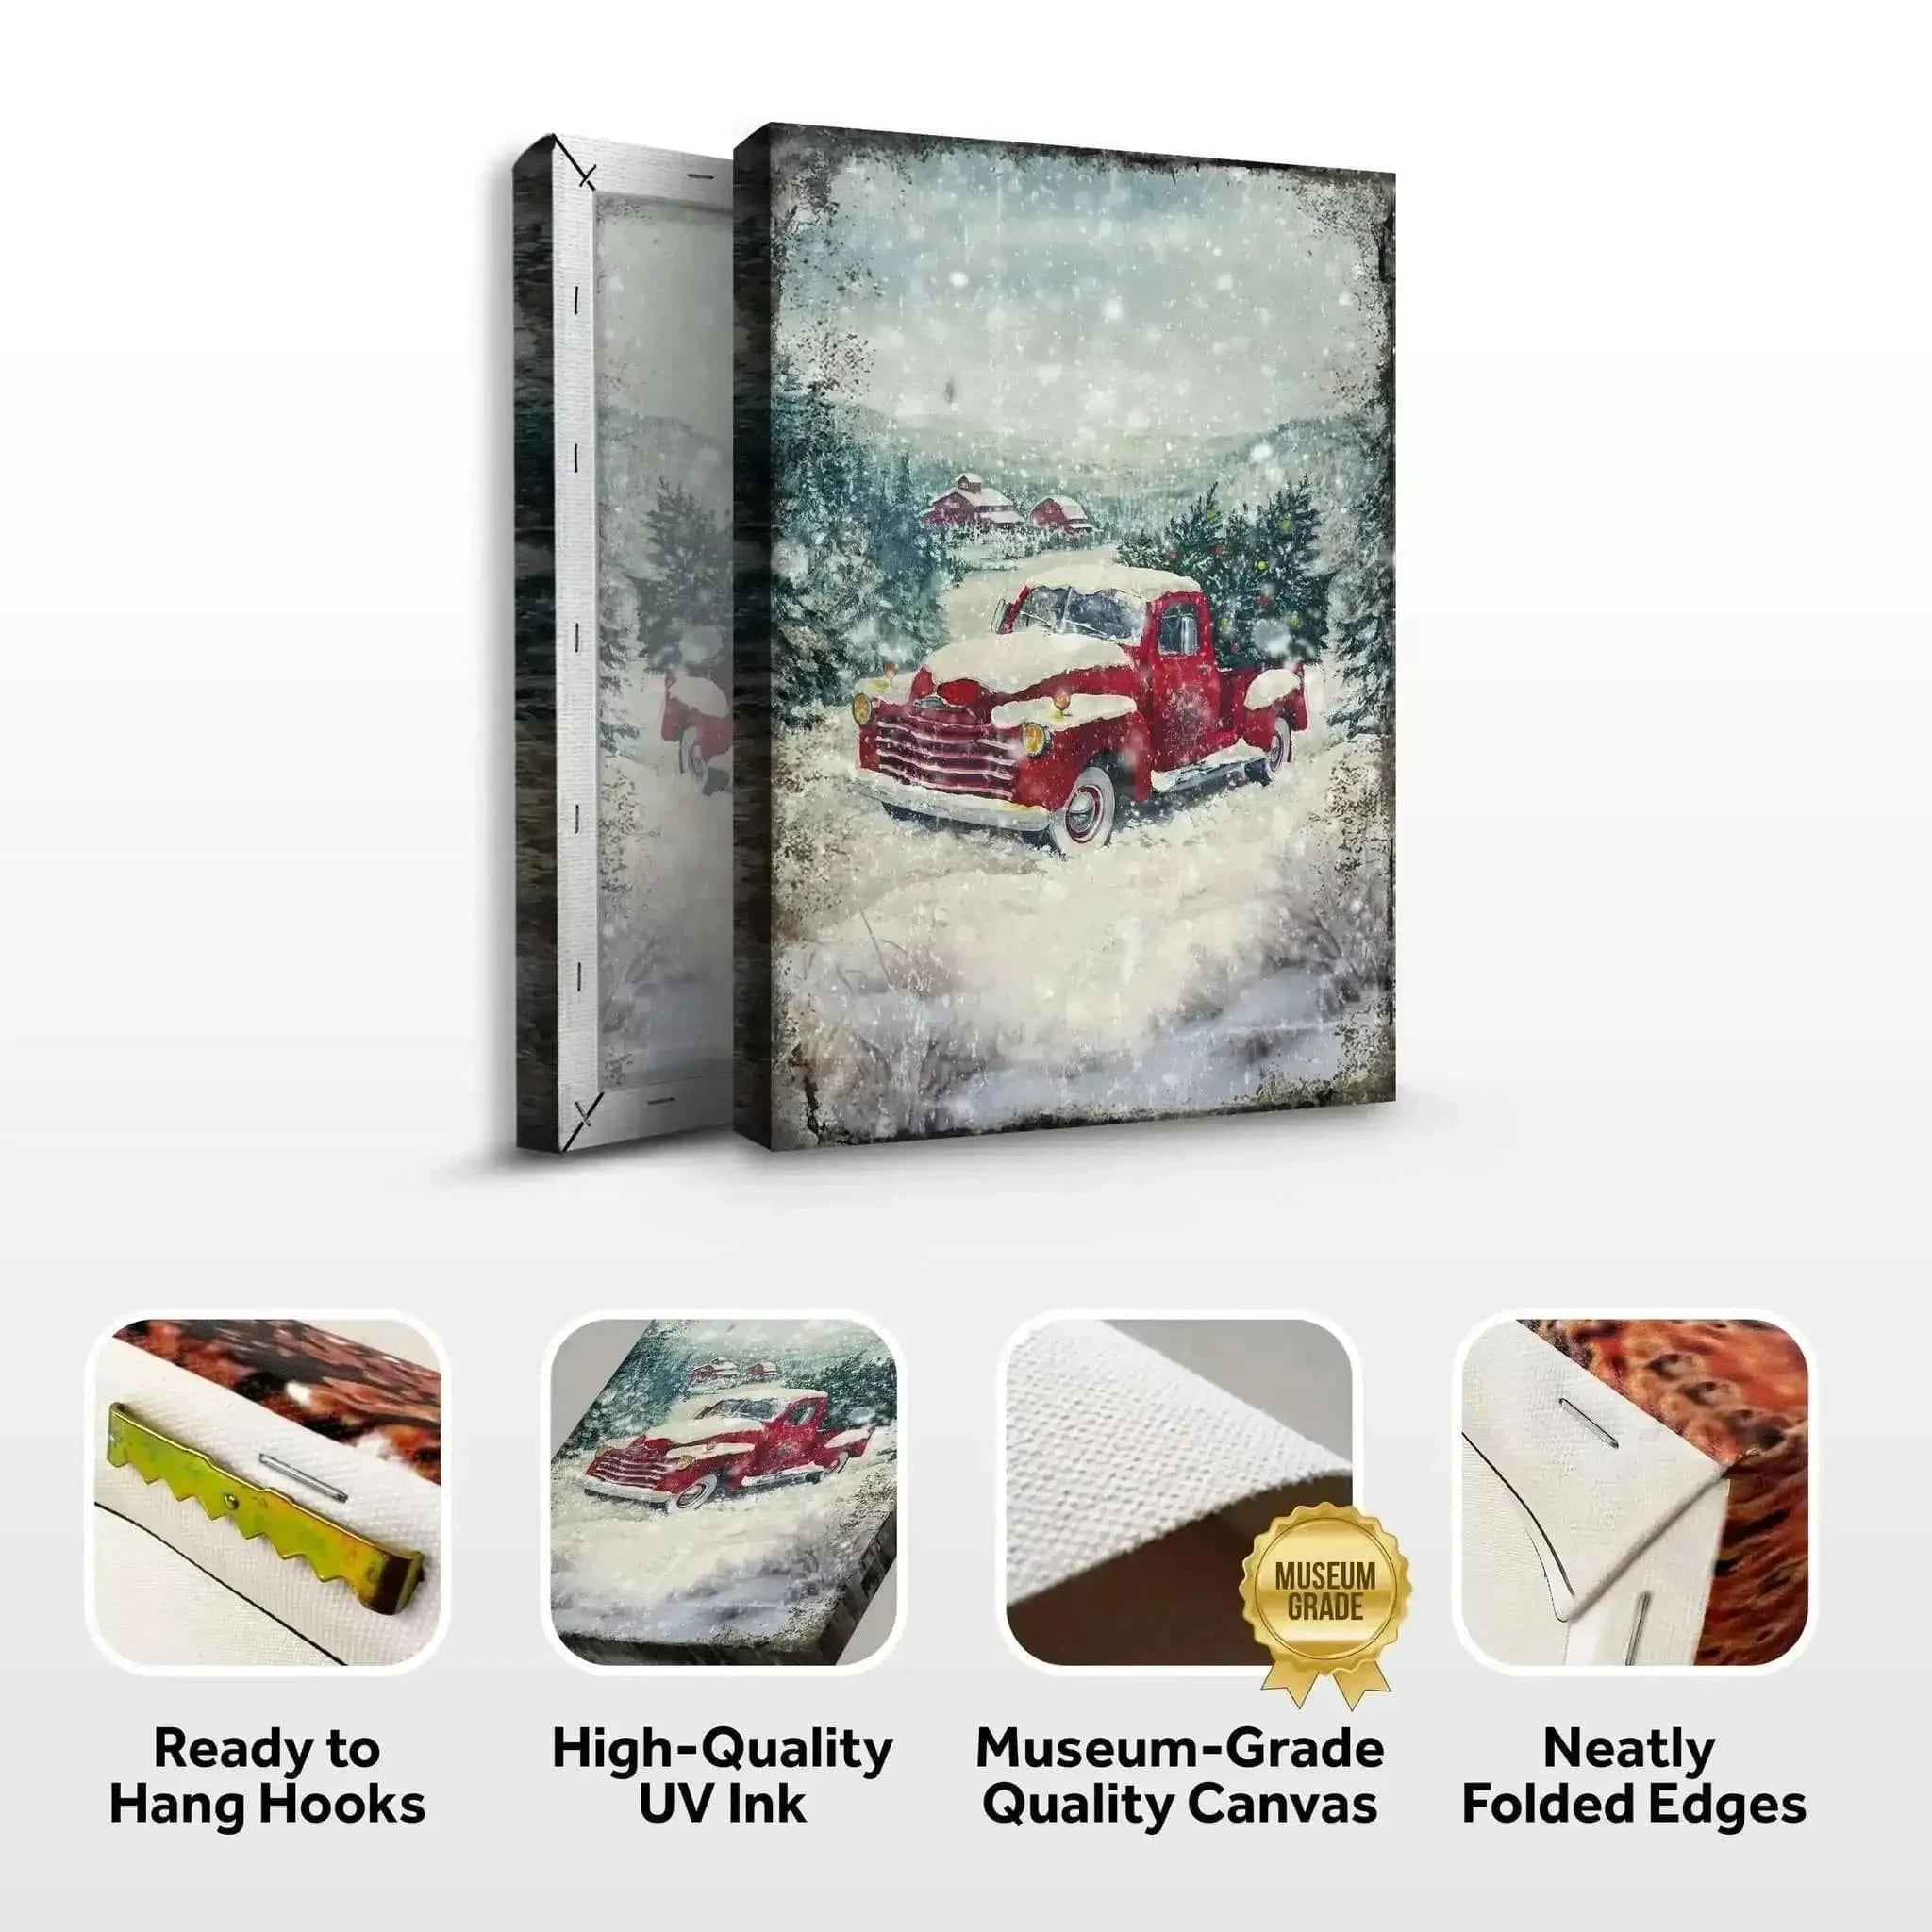 MUSEUM
GRADE
Ready to
Hang Hooks
High-Quality
UV Ink
Museum-Grade
Quality Canvas
Neatly
Folded Edges